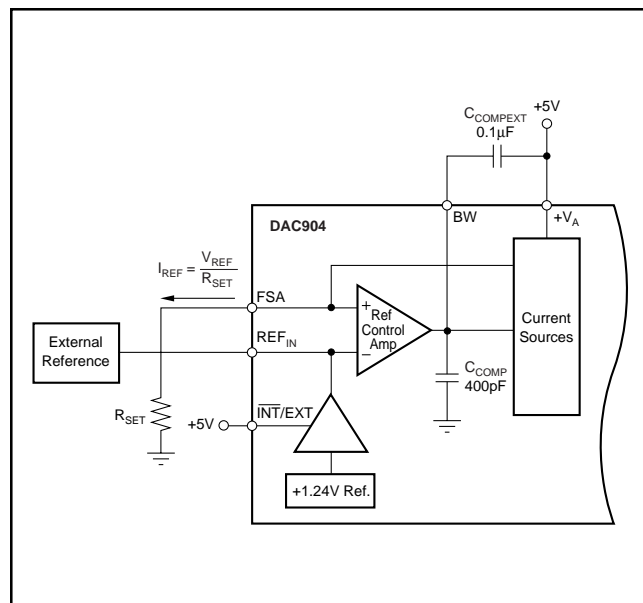 +5V
C_COMPEXT
0.1µF
DAC904
BW
+V_A
I_REF = V_REF / R_SET
FSA
REF_IN
+
Ref
Control
Amp
–
Current
Sources
External
Reference
C_COMP
400pF
R_SET
+5V
I̅N̅T̅/EXT
+1.24V Ref.